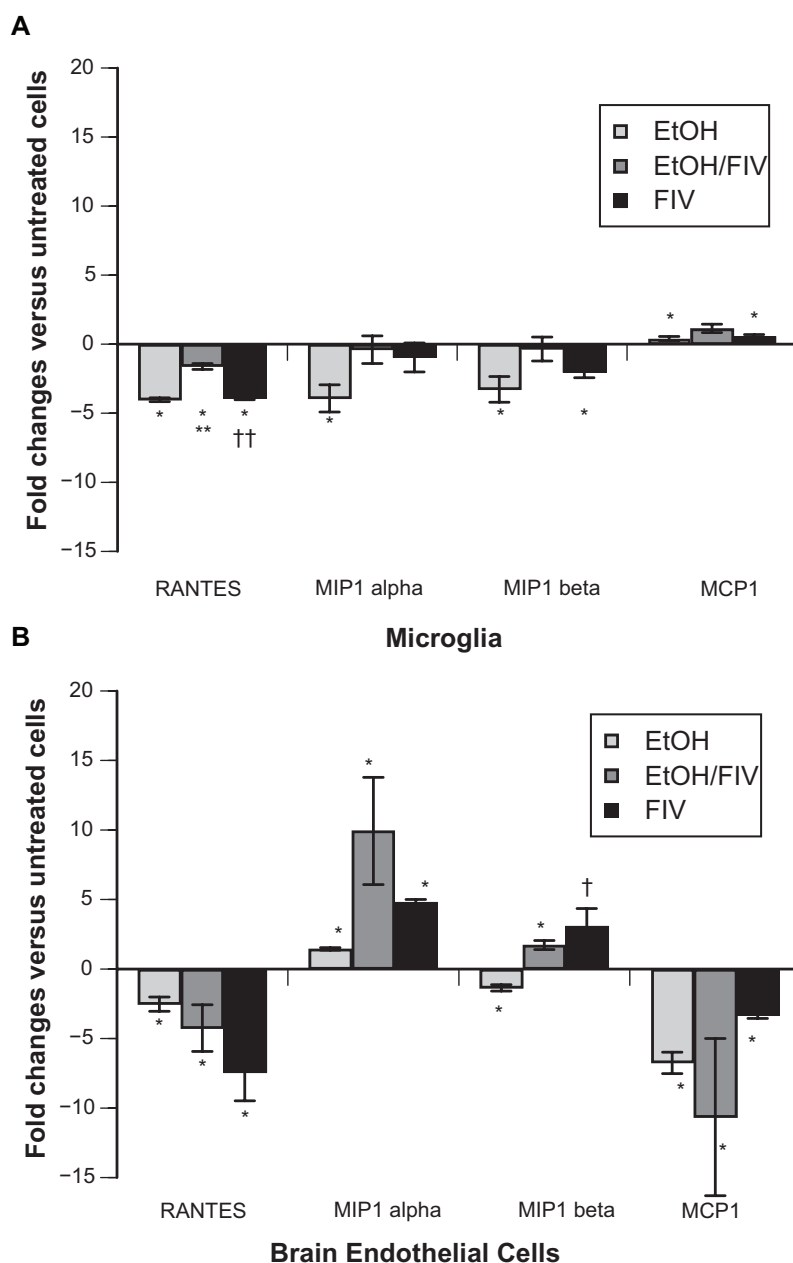 A
Fold changes versus untreated cells
20
15
10
5
0
−5
−10
−15
EtOH
EtOH/FIV
FIV
*
*
**
*
††
*
*
*
*
*
RANTES MIP1 alpha MIP1 beta MCP1
Microglia
B
Fold changes versus untreated cells
20
15
10
5
0
−5
−10
−15
EtOH
EtOH/FIV
FIV
*
*
*
*
*
*
*
*
†
*
*
*
RANTES MIP1 alpha MIP1 beta MCP1
Brain Endothelial Cells